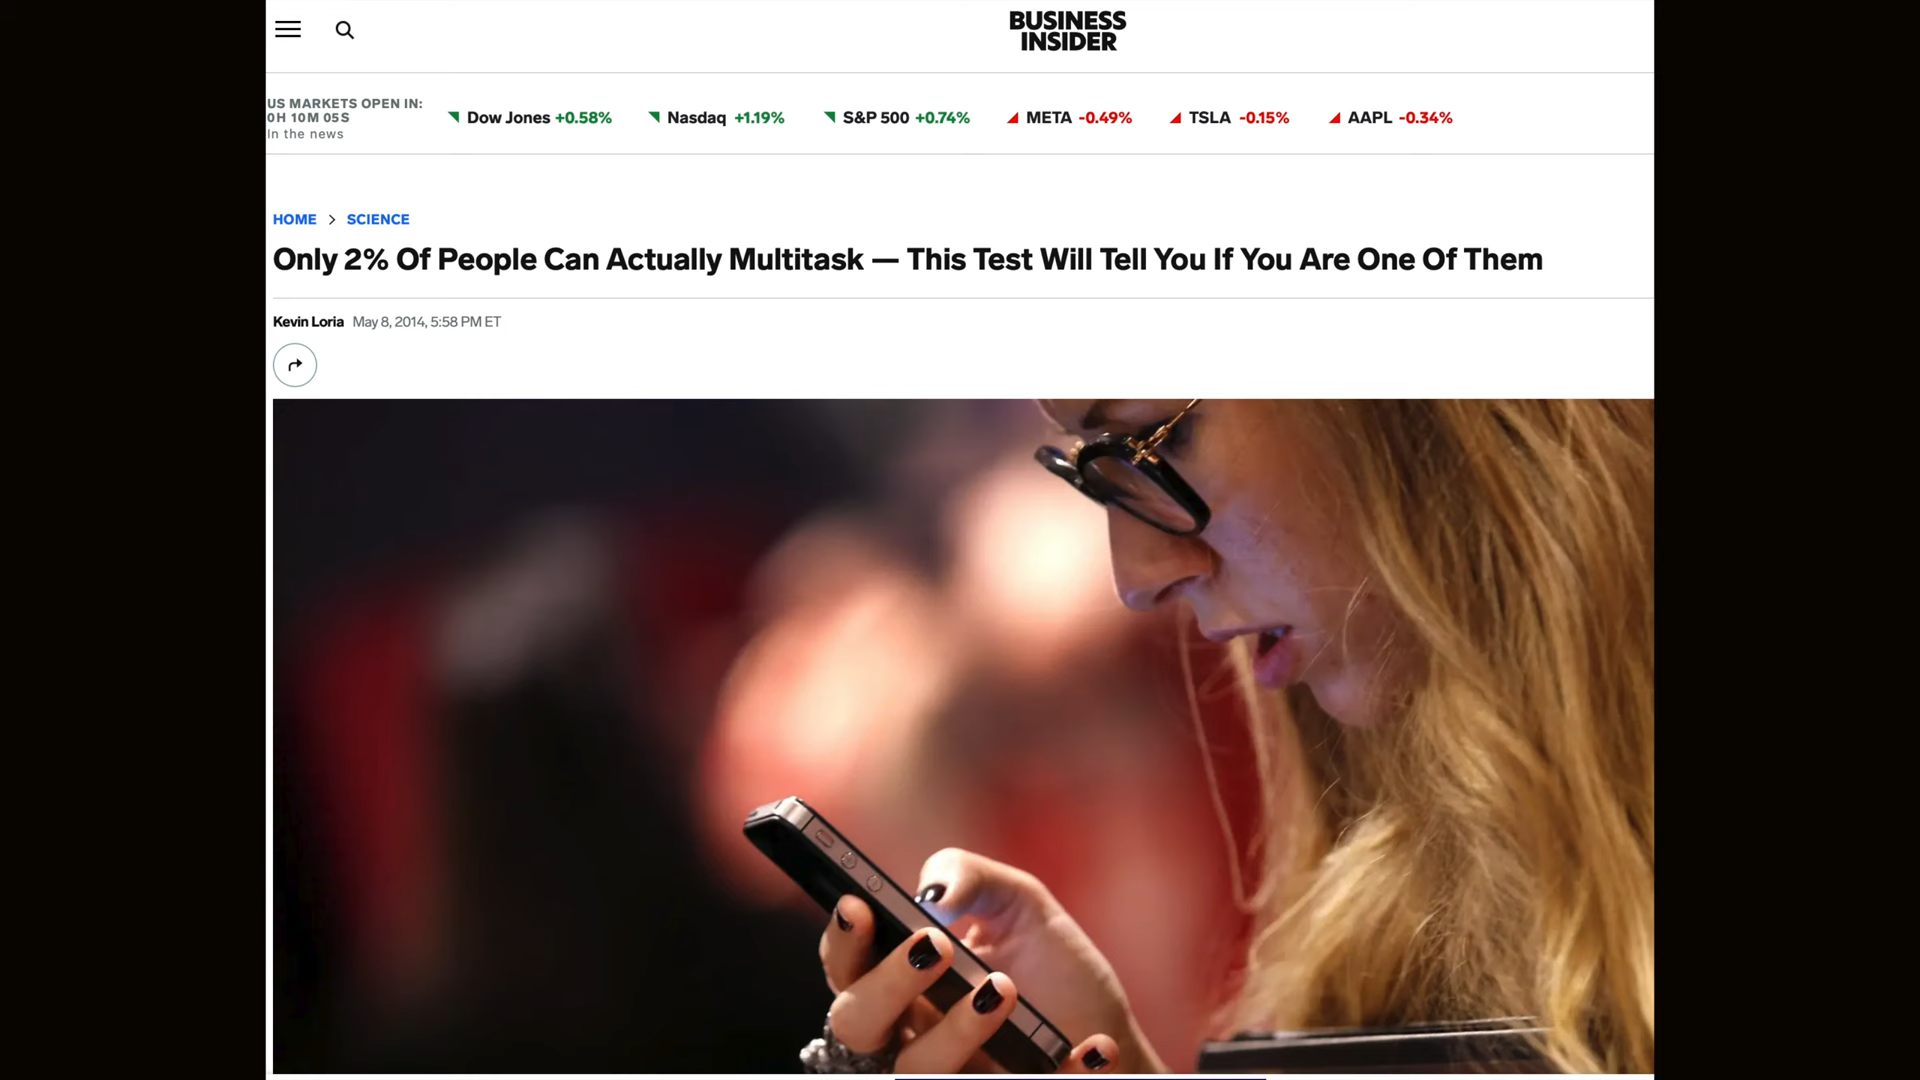 BUSINESS
INSIDER
US MARKETS OPEN IN:
0H 10M 05S
In the news
Dow Jones +0.58% Nasdaq +1.19% S&P 500 +0.74% META -0.49% TSLA -0.15% AAPL -0.34%
HOME > SCIENCE
Only 2% Of People Can Actually Multitask — This Test Will Tell You If You Are One Of Them
Kevin Loria May 8, 2014, 5:58 PM ET